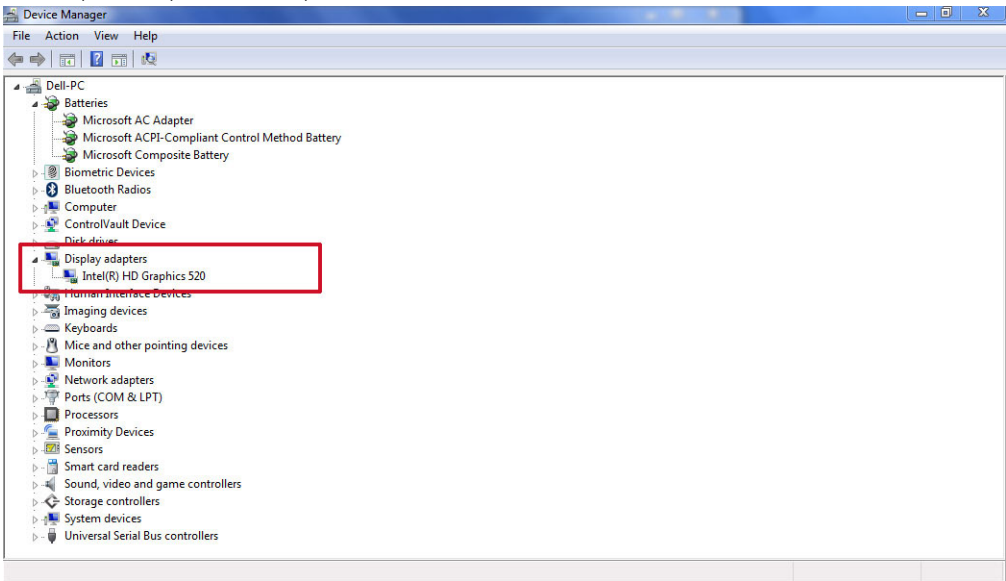 Device Manager
File Action View Help
Dell-PC
Batteries
Microsoft AC Adapter
Microsoft ACPI-Compliant Control Method Battery
Microsoft Composite Battery
Biometric Devices
Bluetooth Radios
Computer
ControlVault Device
Disk drives
Display adapters
Intel(R) HD Graphics 520
Human Interface Devices
Imaging devices
Keyboards
Mice and other pointing devices
Monitors
Network adapters
Ports (COM & LPT)
Processors
Proximity Devices
Sensors
Smart card readers
Sound, video and game controllers
Storage controllers
System devices
Universal Serial Bus controllers